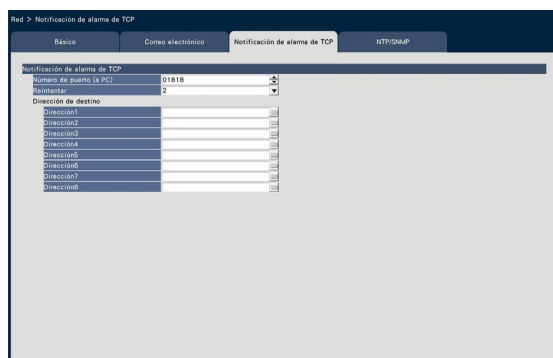 Red > Notificación de alarma de TCP
Básico
Correo electrónico
Notificación de alarma de TCP
NTP/SNMP
Notificación de alarma de TCP
Número de puerto (a PC) 01818
Reintentar 2
Dirección de destino
Dirección1
Dirección2
Dirección3
Dirección4
Dirección5
Dirección6
Dirección7
Dirección8